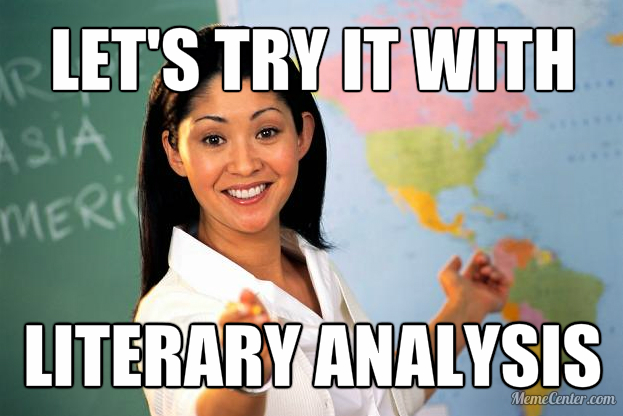 LET'S TRY IT WITH
ASiA
LITERARY ANALYSIS
MemeCenter.com